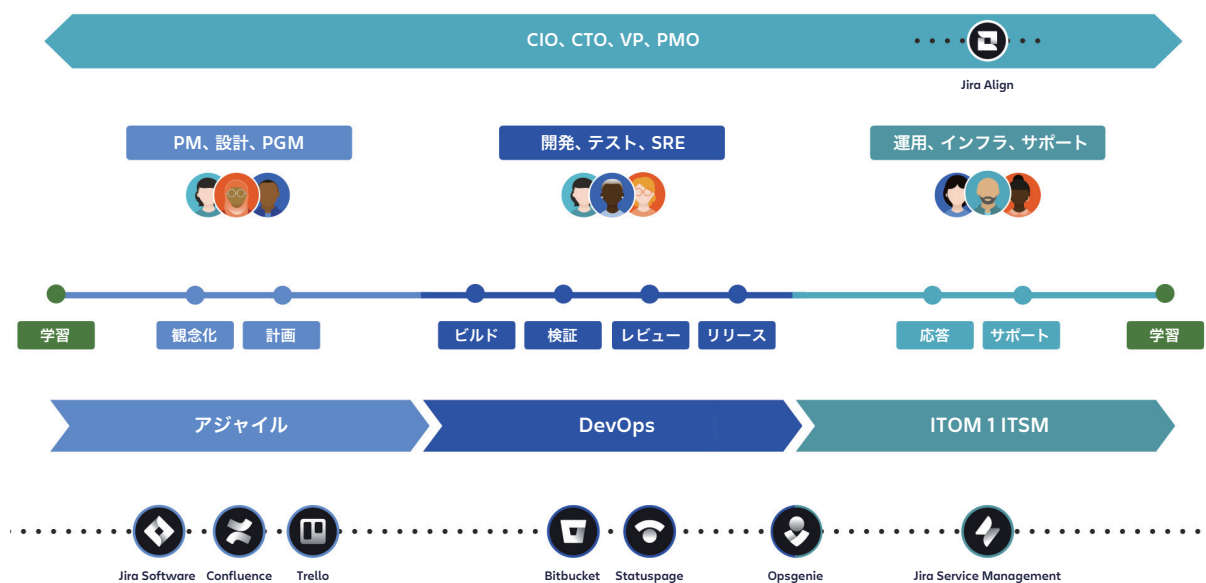 CIO、CTO、VP、PMO
Jira Align
PM、設計、PGM
開発、テスト、SRE
運用、インフラ、サポート
学習
観念化
計画
ビルド
検証
レビュー
リリース
応答
サポート
学習
アジャイル
DevOps
ITOM 1 ITSM
Jira Software
Confluence
Trello
Bitbucket
Statuspage
Opsgenie
Jira Service Management